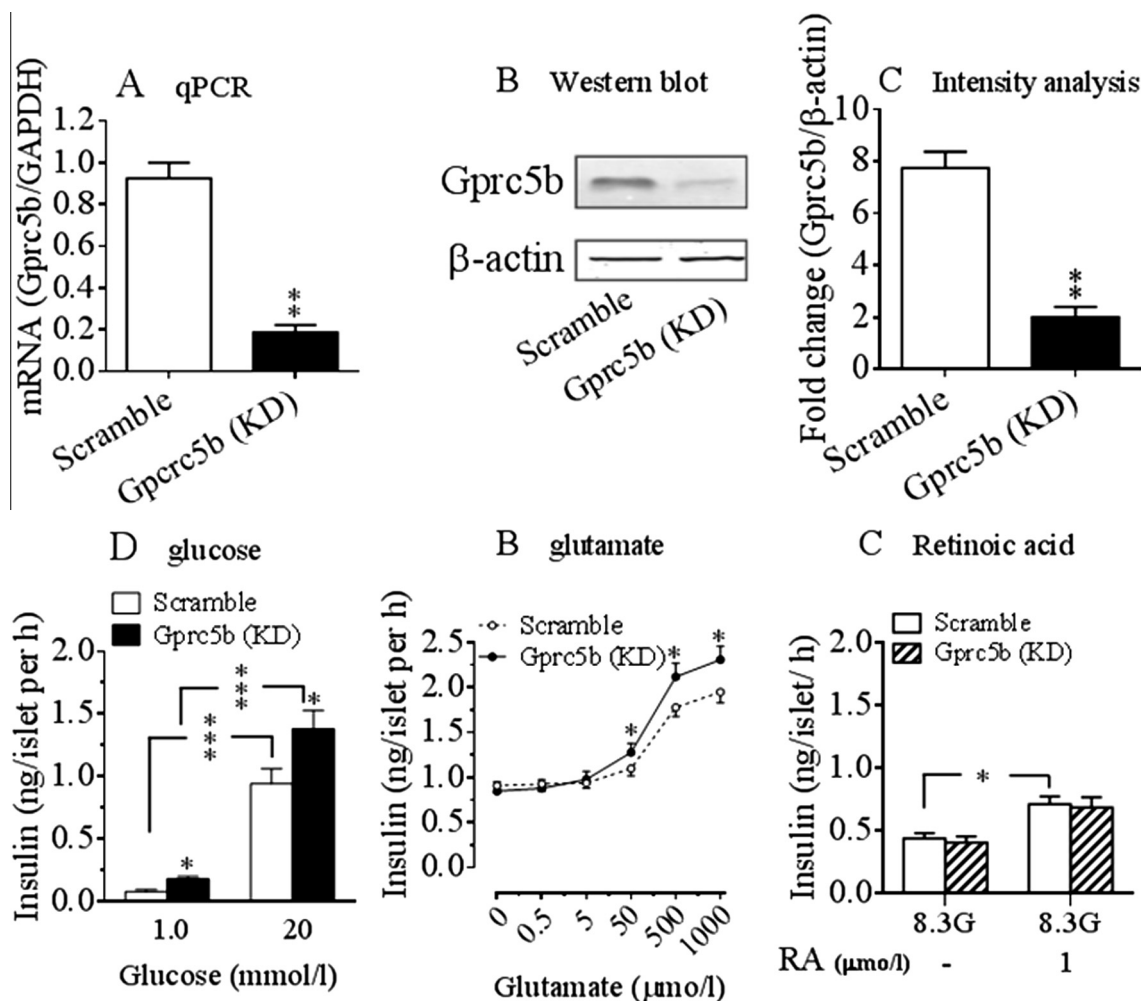 A qPCR
mRNA (Gprc5b/GAPDH)
1.2
1.0
0.8
0.6
0.4
0.2
0.0
**
Scramble
Gpcrc5b (KD)
B Western blot
Gprc5b
β-actin
Scramble
Gprc5b (KD)
C Intensity analysis
Fold change (Gprc5b/β-actin)
10
8
6
4
2
0
**
Scramble
Gprc5b (KD)
D glucose
Scramble
Gprc5b (KD)
Insulin (ng/islet per h)
2.0
1.5
1.0
0.5
0.0
***
***
*
*
1.0 20
Glucose (mmol/l)
B glutamate
Scramble
Gprc5b (KD)
Insulin (ng/islet per h)
2.5
2.0
1.5
1.0
0.5
0.0
*
*
*
0 0.5 5 50 500 1000
Glutamate (μmo/l)
C Retinoic acid
Scramble
Gprc5b (KD)
Insulin (ng/islet/ h)
2.0
1.5
1.0
0.5
0.0
*
8.3G 8.3G
RA (μmo/l) - 1